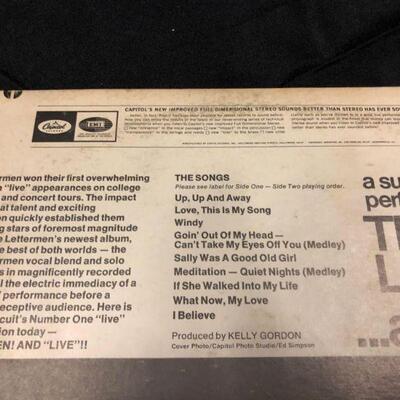 Capitol
EMI
CAPITOL'S NEW IMPROVED FULL DIMENSIONAL STEREO SOUNDS BETTER THAN STEREO HAS EVER SOU
ermen won their first overwhelming
h "live" appearances on college
and concert tours. The impact
at talent and exciting
on quickly established them
g stars of foremost magnitude
e Lettermen's newest album,
e best of both worlds — the
rmen vocal blend and solo
s in magnificently recorded
l the electric immediacy of a
performance before a
eceptive audience. Here is
cuit's Number One "live"
tion today —
EN! AND "LIVE"!!
THE SONGS
Please see label for Side One — Side Two playing order.
Up, Up And Away
Love, This Is My Song
Windy
Goin' Out Of My Head —
Can't Take My Eyes Off You (Medley)
Sally Was A Good Old Girl
Meditation — Quiet Nights (Medley)
If She Walked Into My Life
What Now, My Love
I Believe
Produced by KELLY GORDON
Cover Photo/Capitol Photo Studio/Ed Simpson
a su
per
T
L
...a